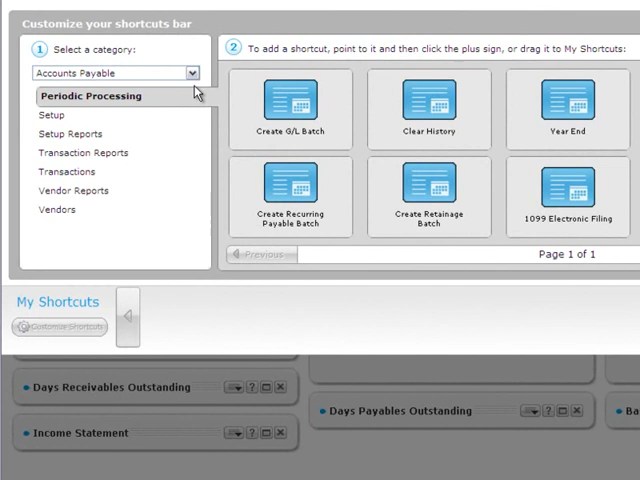 Customize your shortcuts bar
1 Select a category:
Accounts Payable
Periodic Processing
Setup
Setup Reports
Transaction Reports
Transactions
Vendor Reports
Vendors
2 To add a shortcut, point to it and then click the plus sign, or drag it to My Shortcuts:
Create G/L Batch
Clear History
Year End
Create Recurring
Payable Batch
Create Retainage
Batch
1099 Electronic Filing
Previous
Page 1 of 1
My Shortcuts
Customize Shortcuts
Days Receivables Outstanding
Days Payables Outstanding
Ba
Income Statement